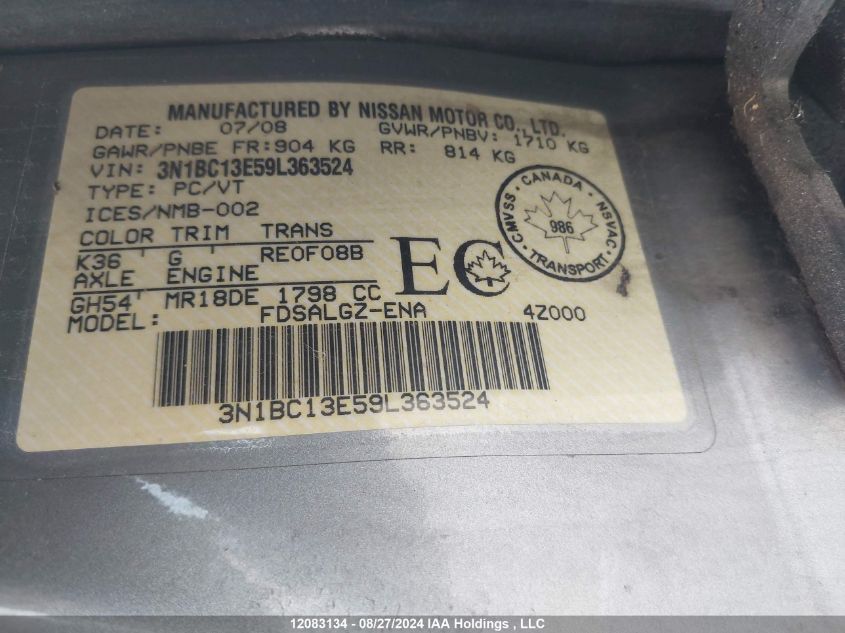 MANUFACTURED BY NISSAN MOTOR CO., LTD.
DATE: 07/08 GVWR/PNBV: 1710 KG
GAWR/PNBE FR: 904 KG RR: 814 KG
VIN: 3N1BC13E59L363524
TYPE: PC/VT
ICES/NMB-002
COLOR TRIM TRANS
K36 G RE0F08B
AXLE ENGINE
GH54 MR18DE 1798 CC
MODEL: FDSALGZ-ENA 4Z000
EC
CANADA
CMVSS · NSVAC
986
TRANSPORT
3N1BC13E59L363524
12083134 - 08/27/2024 IAA Holdings, LLC